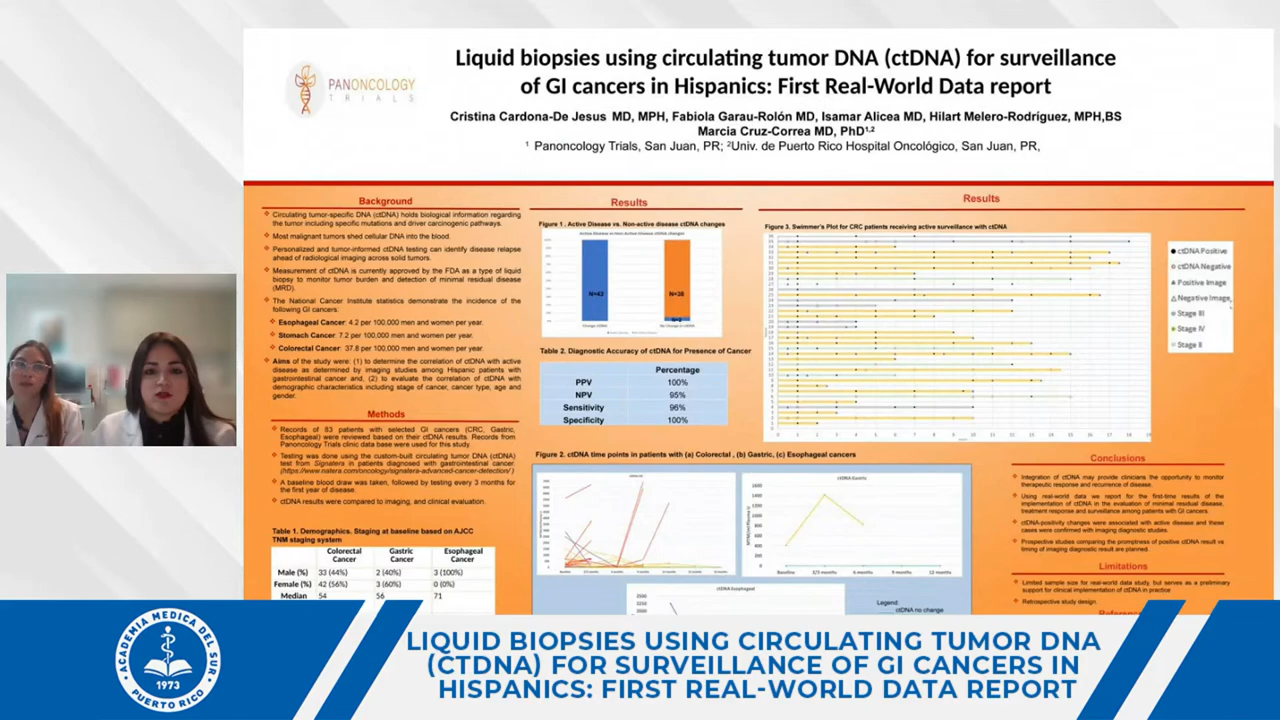 PANONCOLOGY
TRIALS
Liquid biopsies using circulating tumor DNA (ctDNA) for surveillance
of GI cancers in Hispanics: First Real-World Data report
Cristina Cardona-De Jesus MD, MPH, Fabiola Garau-Rolón MD, Isamar Alicea MD, Hilart Melero-Rodríguez, MPH,BS
Marcia Cruz-Correa MD, PhD1,2
1 Panoncology Trials, San Juan, PR; 2Univ. de Puerto Rico Hospital Oncológico, San Juan, PR,
Background
Circulating tumor-specific DNA (ctDNA) holds biological information regarding
the tumor including specific mutations and driver carcinogenic pathways.
Most malignant tumors shed cellular DNA into the blood.
Personalized and tumor-informed ctDNA testing can identify disease relapse
ahead of radiological imaging across solid tumors.
Measurement of ctDNA is currently approved by the FDA as a type of liquid
biopsy to monitor tumor burden and detection of minimal residual disease
(MRD).
The National Cancer Institute statistics demonstrate the incidence of the
following GI cancers:
Esophageal Cancer: 4.2 per 100,000 men and women per year.
Stomach Cancer: 7.2 per 100,000 men and women per year.
Colorectal Cancer: 37.8 per 100,000 men and women per year.
Aims of the study were: (1) to determine the correlation of ctDNA with active
disease as determined by imaging studies among Hispanic patients with
gastrointestinal cancer and, (2) to evaluate the correlation of ctDNA with
demographic characteristics including stage of cancer, cancer type, age and
gender.
Methods
Records of 83 patients with selected GI cancers (CRC, Gastric,
Esophageal) were reviewed based on their ctDNA results. Records from
Panoncology Trials clinic data base were used for this study.
Testing was done using the custom-built circulating tumor DNA (ctDNA)
test from Signatera in patients diagnosed with gastrointestinal cancer.
(https://www.natera.com/oncology/signatera-advanced-cancer-detection/)
A baseline blood draw was taken, followed by testing every 3 months for
the first year of disease.
ctDNA results were compared to imaging, and clinical evaluation.
Table 1. Demographics. Staging at baseline based on AJCC
TNM staging system
Colorectal Cancer Gastric Cancer Esophageal Cancer
Male (%) 33 (44%) 2 (40%) 3 (100%)
Female (%) 42 (56%) 3 (60%) 0 (0%)
Median 54 56 71
Results
Figure 1 . Active Disease vs. Non-active disease ctDNA changes
N=43
N=38
Table 2. Diagnostic Accuracy of ctDNA for Presence of Cancer
Percentage
PPV 100%
NPV 95%
Sensitivity 96%
Specificity 100%
Figure 2. ctDNA time points in patients with (a) Colorectal , (b) Gastric, (c) Esophageal cancers
ctDNA Gastric
1600
1400
1200
1000
800
600
400
200
0
Baseline 2/3 months 6 months 9 months 12 months
ctDNA Esophageal
Legend:
ctDNA no change
Results
Figure 3. Swimmer's Plot for CRC patients receiving active surveillance with ctDNA
ctDNA Positive
ctDNA Negative
Positive Image
Negative Image
Stage III
Stage IV
Stage II
Conclusions
Integration of ctDNA may provide clinicians the opportunity to monitor
therapeutic response and recurrence of disease.
Using real-world data we report for the first-time results of the
implementation of ctDNA in the evaluation of minimal residual disease,
treatment response and surveillance among patients with GI cancers.
ctDNA-positivity changes were associated with active disease and these
cases were confirmed with imaging diagnostic studies.
Prospective studies comparing the promptness of positive ctDNA result vs
timing of imaging diagnostic result are planned.
Limitations
Limited sample size for real-world data study, but serves as a preliminary
support for clinical implementation of ctDNA in practice
Retrospective study design.
ACADEMIA MEDICA DEL SUR
1973
PUERTO RICO
LIQUID BIOPSIES USING CIRCULATING TUMOR DNA
(CTDNA) FOR SURVEILLANCE OF GI CANCERS IN
HISPANICS: FIRST REAL-WORLD DATA REPORT